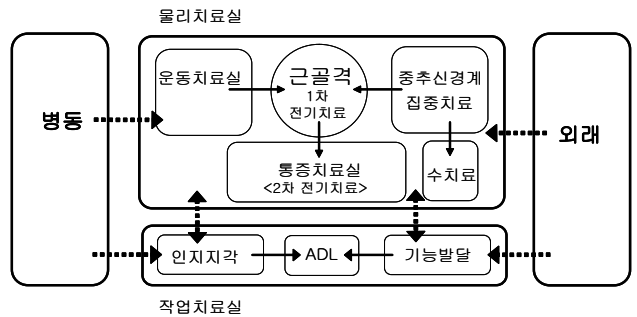 물리치료실
운동치료실
근골격
1차
전기치료
중추신경계
집중치료
병동
외래
통증치료실
<2차 전기치료>
수치료
인지지각
ADL
기능발달
작업치료실